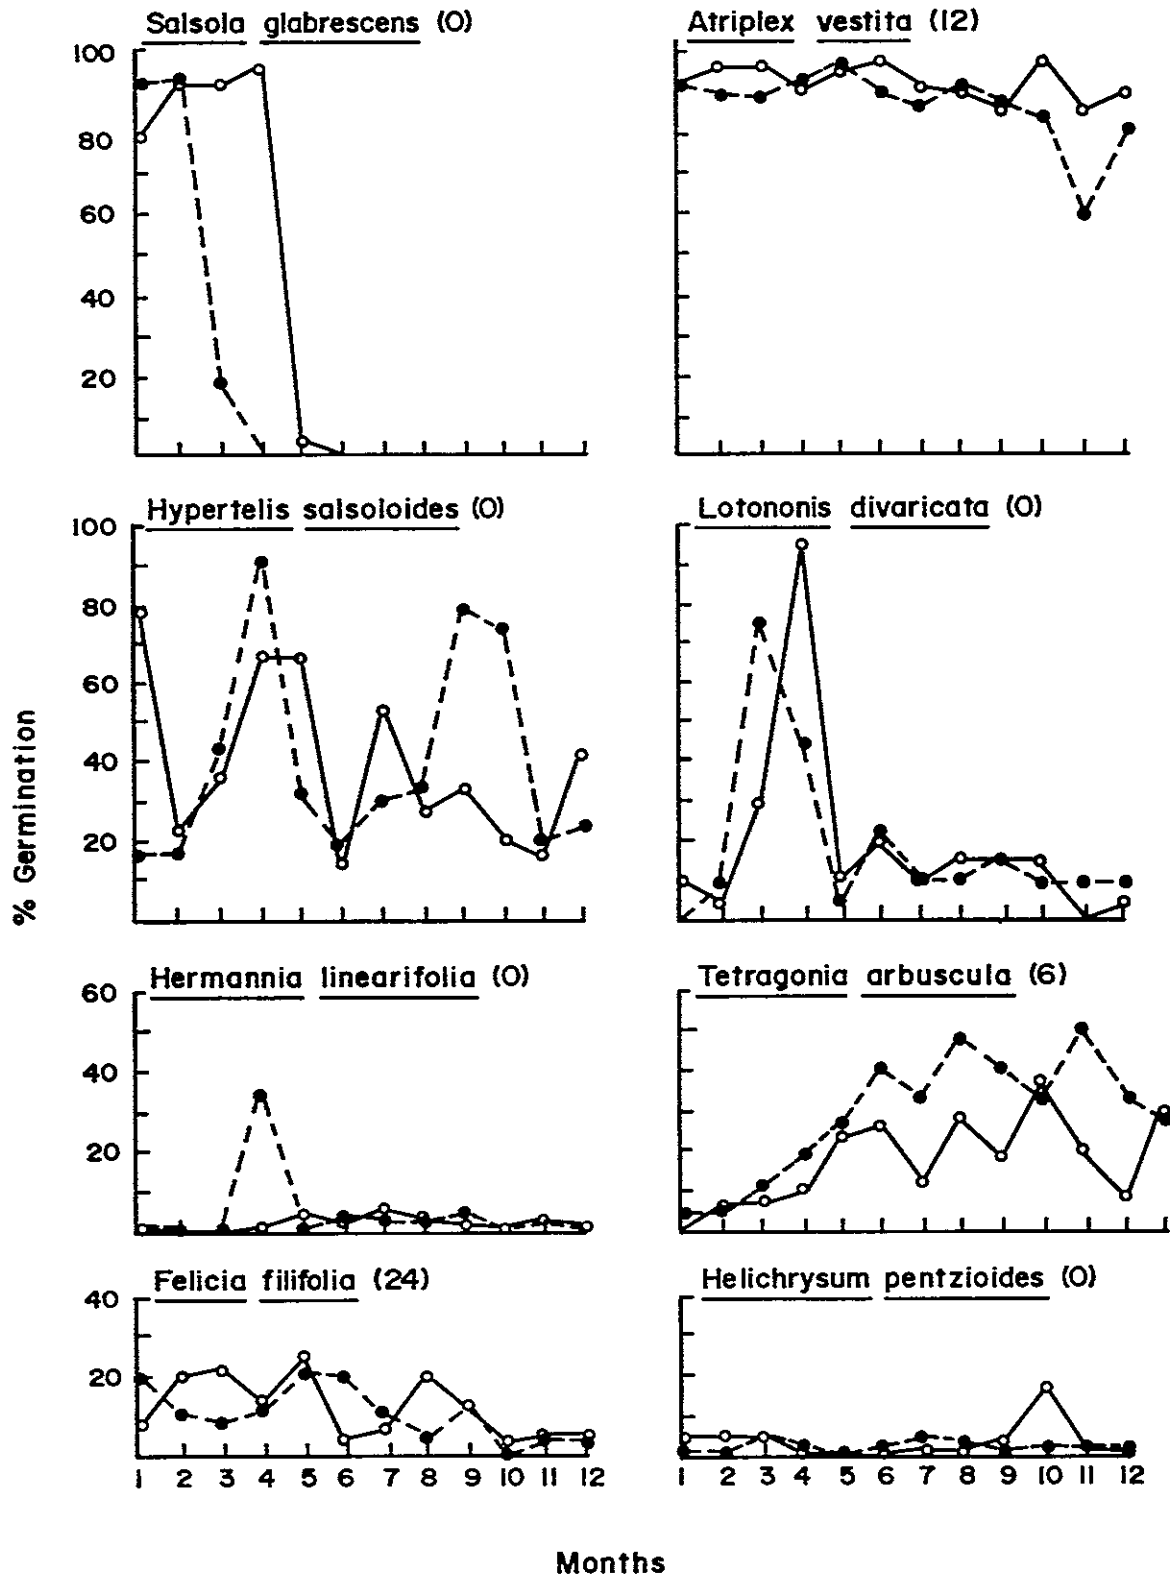 Salsola glabrescens (0)
100
80
60
40
20
Atriplex vestita (12)
Hypertelis salsoloides (0)
100
80
60
40
20
Lotononis divaricata (0)
% Germination
Hermannia linearifolia (0)
60
40
20
Tetragonia arbuscula (6)
Felicia filifolia (24)
40
20
1 2 3 4 5 6 7 8 9 10 11 12
Helichrysum pentzioides (0)
1 2 3 4 5 6 7 8 9 10 11 12
Months